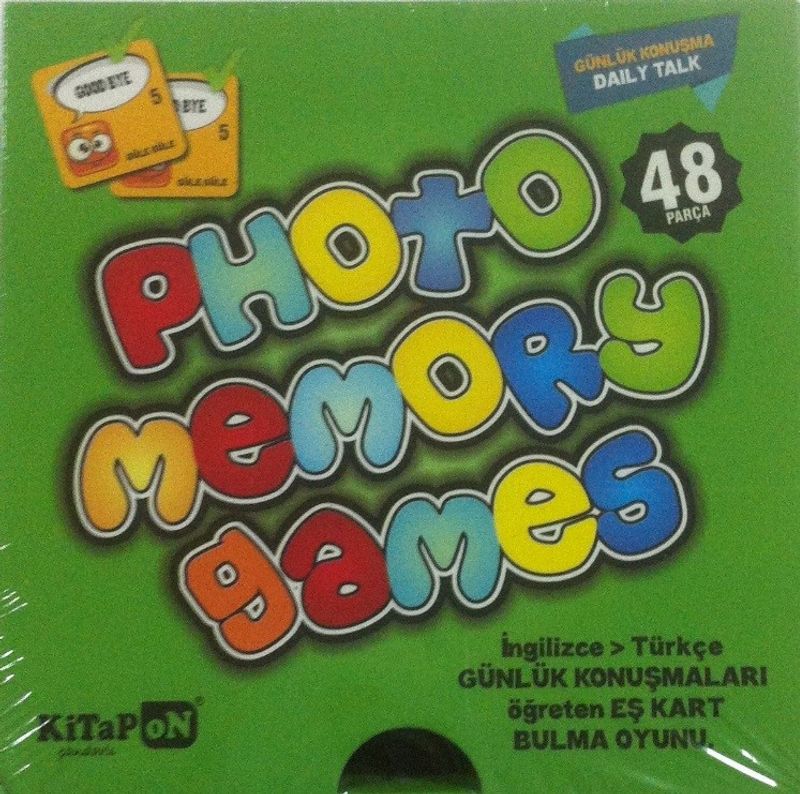 GOOD BYE
5
GÜLE GÜLE
BYE
5
GÜLE GÜLE
GÜNLÜK KONUŞMA
DAILY TALK
48
PARÇA
PHOTO
MEMORY
games
İngilizce > Türkçe
GÜNLÜK KONUŞMALARI
öğreten EŞ KART
BULMA OYUNU.
KiTaPoN®